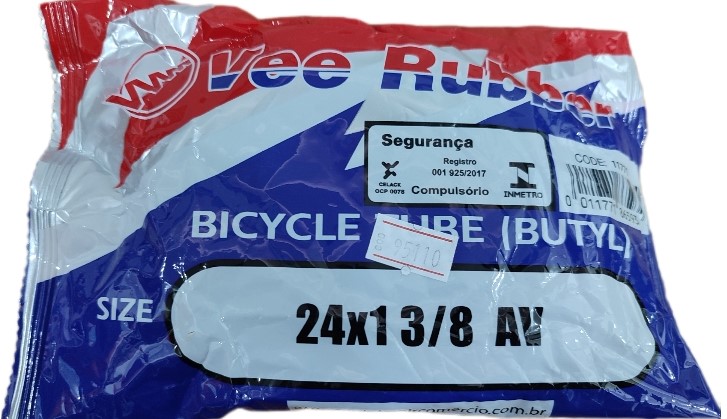 Vee Rubber
Segurança
Registro
001 925/2017
Compulsório
CELACK
OCP 0078
INMETRO
CODE:
BICYCLE TUBE (BUTYL)
SIZE
24x1 3/8 AV